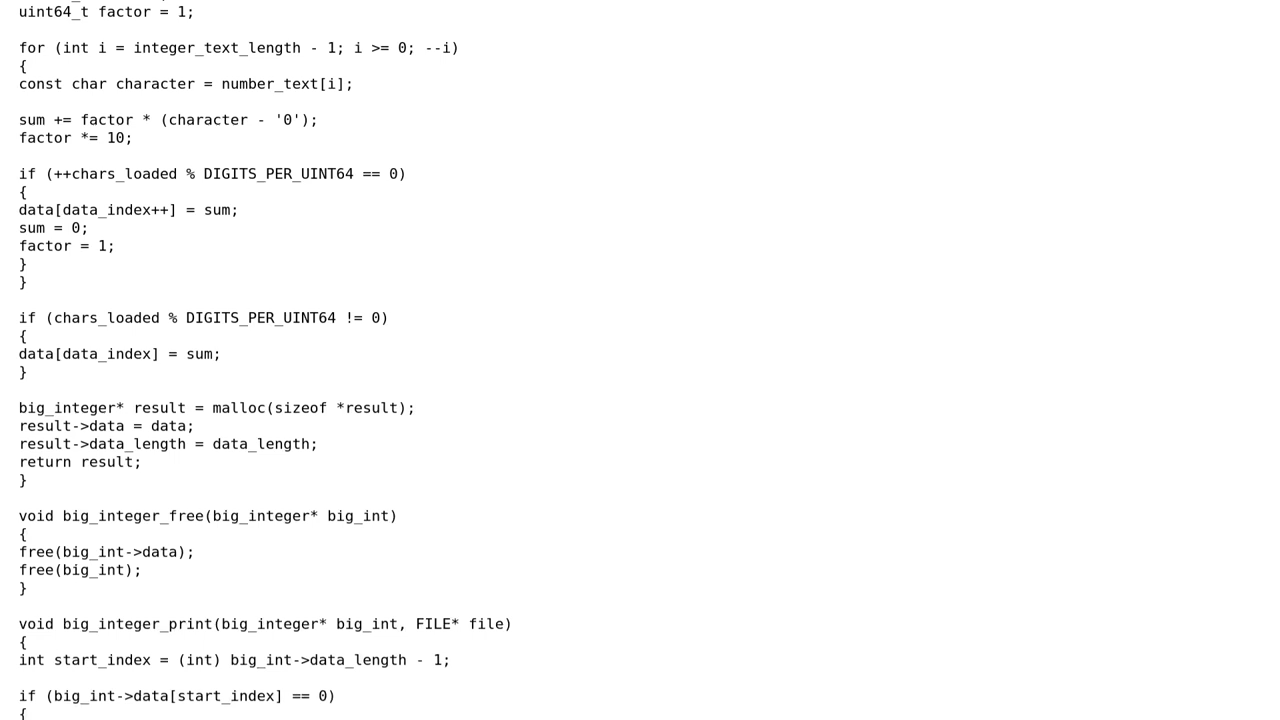 uint64_t factor = 1;
for (int i = integer_text_length - 1; i >= 0; --i)
{
const char character = number_text[i];
sum += factor * (character - '0');
factor *= 10;
if (++chars_loaded % DIGITS_PER_UINT64 == 0)
{
data[data_index++] = sum;
sum = 0;
factor = 1;
}
}
if (chars_loaded % DIGITS_PER_UINT64 != 0)
{
data[data_index] = sum;
}
big_integer* result = malloc(sizeof *result);
result->data = data;
result->data_length = data_length;
return result;
}
void big_integer_free(big_integer* big_int)
{
free(big_int->data);
free(big_int);
}
void big_integer_print(big_integer* big_int, FILE* file)
{
int start_index = (int) big_int->data_length - 1;
if (big_int->data[start_index] == 0)
{